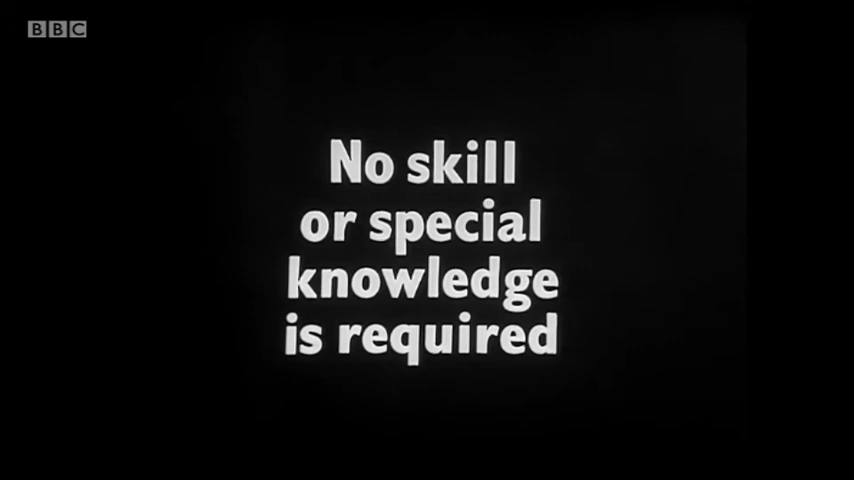 BBC
No skill
or special
knowledge
is required